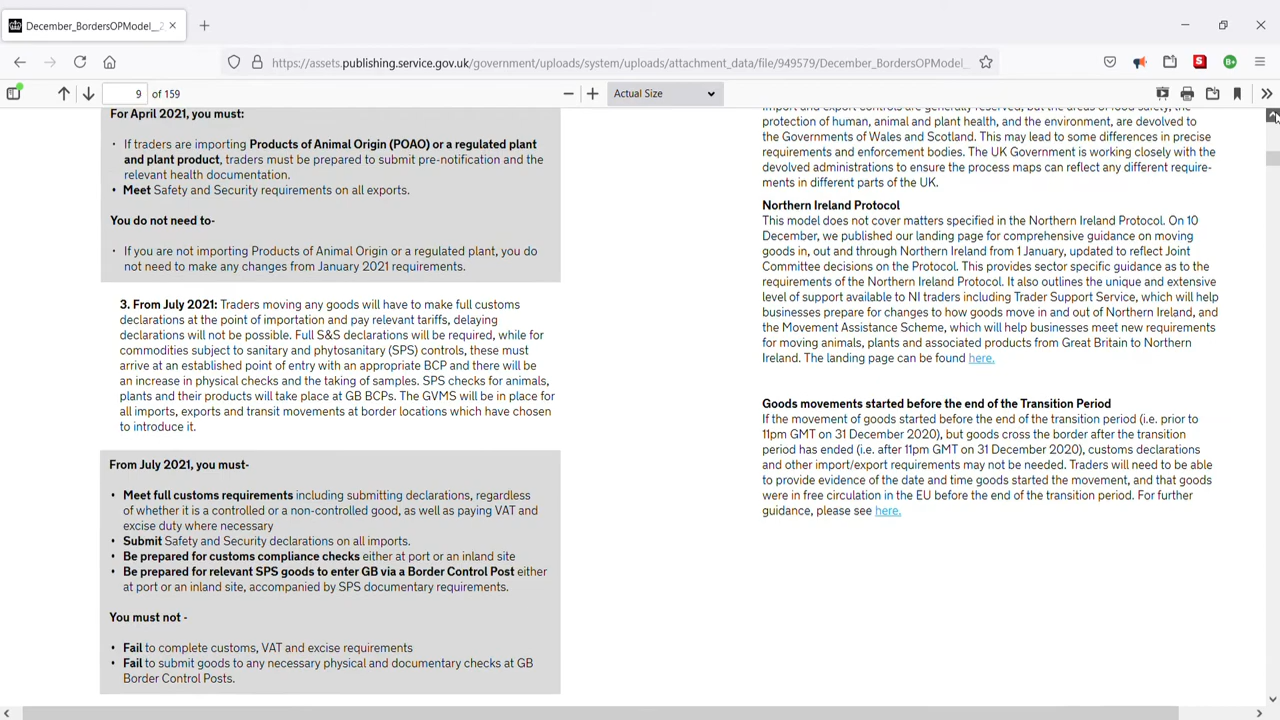 December_BordersOPModel__2
https://assets.publishing.service.gov.uk/government/uploads/system/uploads/attachment_data/file/949579/December_BordersOPModel_
9 of 159
Actual Size
For April 2021, you must:
• If traders are importing Products of Animal Origin (POAO) or a regulated plant
and plant product, traders must be prepared to submit pre-notification and the
relevant health documentation.
• Meet Safety and Security requirements on all exports.
You do not need to-
• If you are not importing Products of Animal Origin or a regulated plant, you do
not need to make any changes from January 2021 requirements.
3. From July 2021: Traders moving any goods will have to make full customs
declarations at the point of importation and pay relevant tariffs, delaying
declarations will not be possible. Full S&S declarations will be required, while for
commodities subject to sanitary and phytosanitary (SPS) controls, these must
arrive at an established point of entry with an appropriate BCP and there will be
an increase in physical checks and the taking of samples. SPS checks for animals,
plants and their products will take place at GB BCPs. The GVMS will be in place for
all imports, exports and transit movements at border locations which have chosen
to introduce it.
From July 2021, you must-
• Meet full customs requirements including submitting declarations, regardless
of whether it is a controlled or a non-controlled good, as well as paying VAT and
excise duty where necessary
• Submit Safety and Security declarations on all imports.
• Be prepared for customs compliance checks either at port or an inland site
• Be prepared for relevant SPS goods to enter GB via a Border Control Post either
at port or an inland site, accompanied by SPS documentary requirements.
You must not -
• Fail to complete customs, VAT and excise requirements
• Fail to submit goods to any necessary physical and documentary checks at GB
Border Control Posts.
import and export controls are generally reserved, but the areas of food safety, the
protection of human, animal and plant health, and the environment, are devolved to
the Governments of Wales and Scotland. This may lead to some differences in precise
requirements and enforcement bodies. The UK Government is working closely with the
devolved administrations to ensure the process maps can reflect any different require-
ments in different parts of the UK.
Northern Ireland Protocol
This model does not cover matters specified in the Northern Ireland Protocol. On 10
December, we published our landing page for comprehensive guidance on moving
goods in, out and through Northern Ireland from 1 January, updated to reflect Joint
Committee decisions on the Protocol. This provides sector specific guidance as to the
requirements of the Northern Ireland Protocol. It also outlines the unique and extensive
level of support available to NI traders including Trader Support Service, which will help
businesses prepare for changes to how goods move in and out of Northern Ireland, and
the Movement Assistance Scheme, which will help businesses meet new requirements
for moving animals, plants and associated products from Great Britain to Northern
Ireland. The landing page can be found here.
Goods movements started before the end of the Transition Period
If the movement of goods started before the end of the transition period (i.e. prior to
11pm GMT on 31 December 2020), but goods cross the border after the transition
period has ended (i.e. after 11pm GMT on 31 December 2020), customs declarations
and other import/export requirements may not be needed. Traders will need to be able
to provide evidence of the date and time goods started the movement, and that goods
were in free circulation in the EU before the end of the transition period. For further
guidance, please see here.